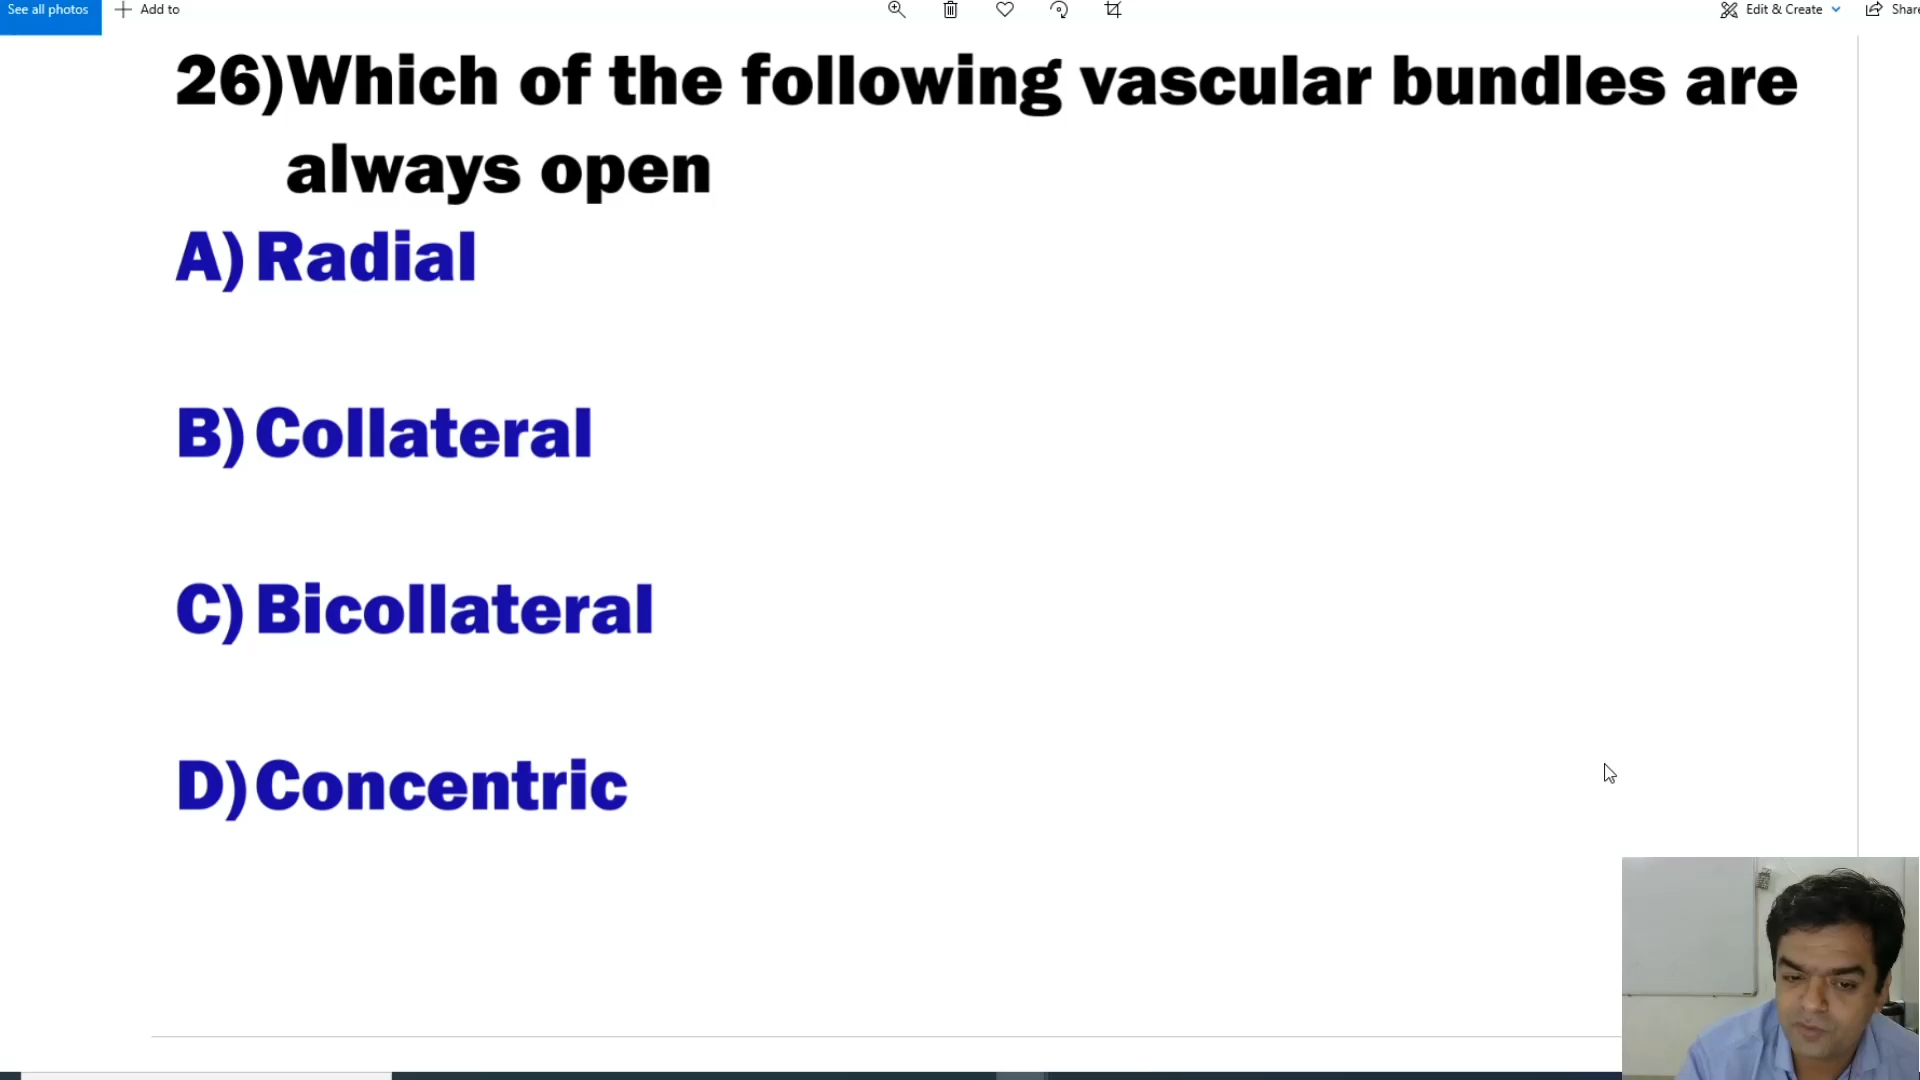 See all photos
Add to
Edit & Create
Share
26)Which of the following vascular bundles are
always open
A) Radial
B) Collateral
C) Bicollateral
D) Concentric